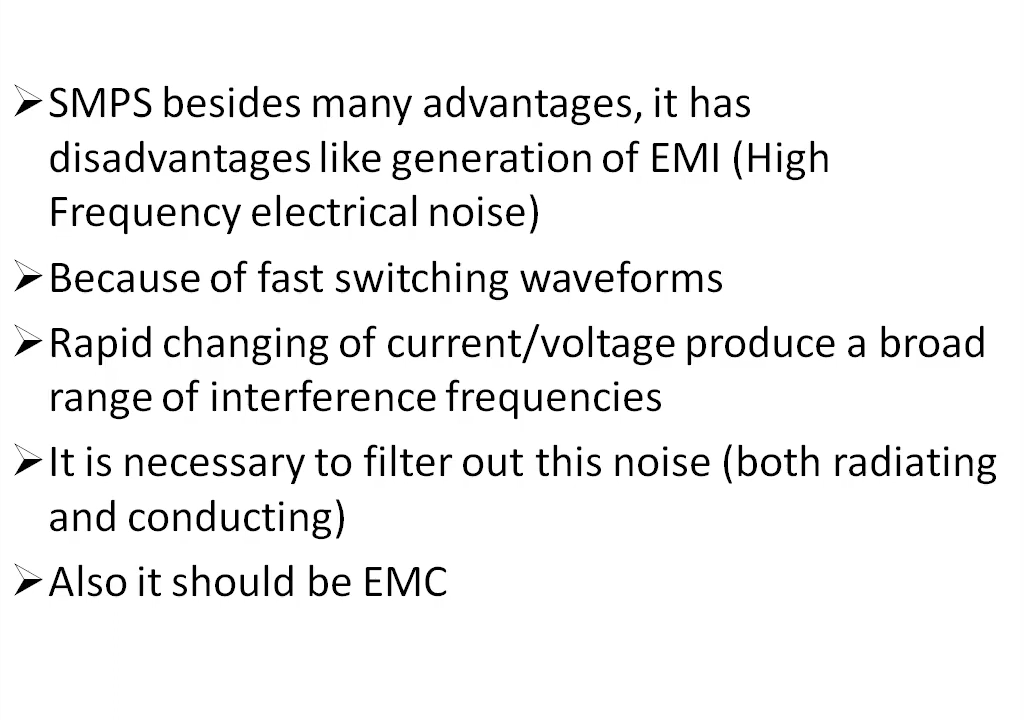 ➢SMPS besides many advantages, it has
disadvantages like generation of EMI (High
Frequency electrical noise)
➢Because of fast switching waveforms
➢Rapid changing of current/voltage produce a broad
range of interference frequencies
➢It is necessary to filter out this noise (both radiating
and conducting)
➢Also it should be EMC